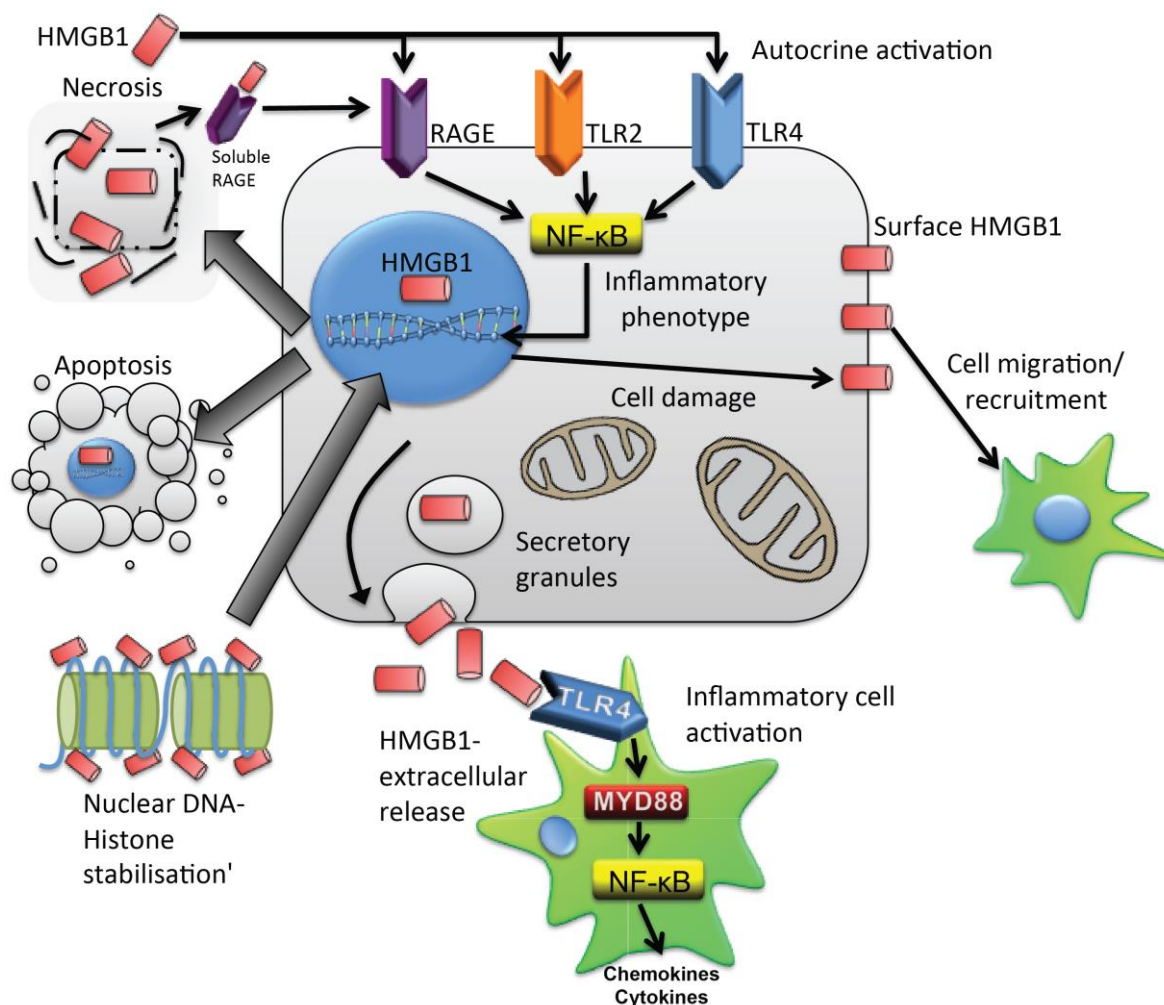 HMGB1
Autocrine activation
Necrosis
RAGE
TLR2
TLR4
Soluble
RAGE
NF-κB
Surface HMGB1
HMGB1
Inflammatory
phenotype
Apoptosis
Cell damage
Cell migration/
recruitment
Secretory
granules
TLR4
Inflammatory cell
activation
HMGB1-
extracellular
release
MYD88
Nuclear DNA-
Histone
stabilisation'
NF-κB
Chemokines
Cytokines